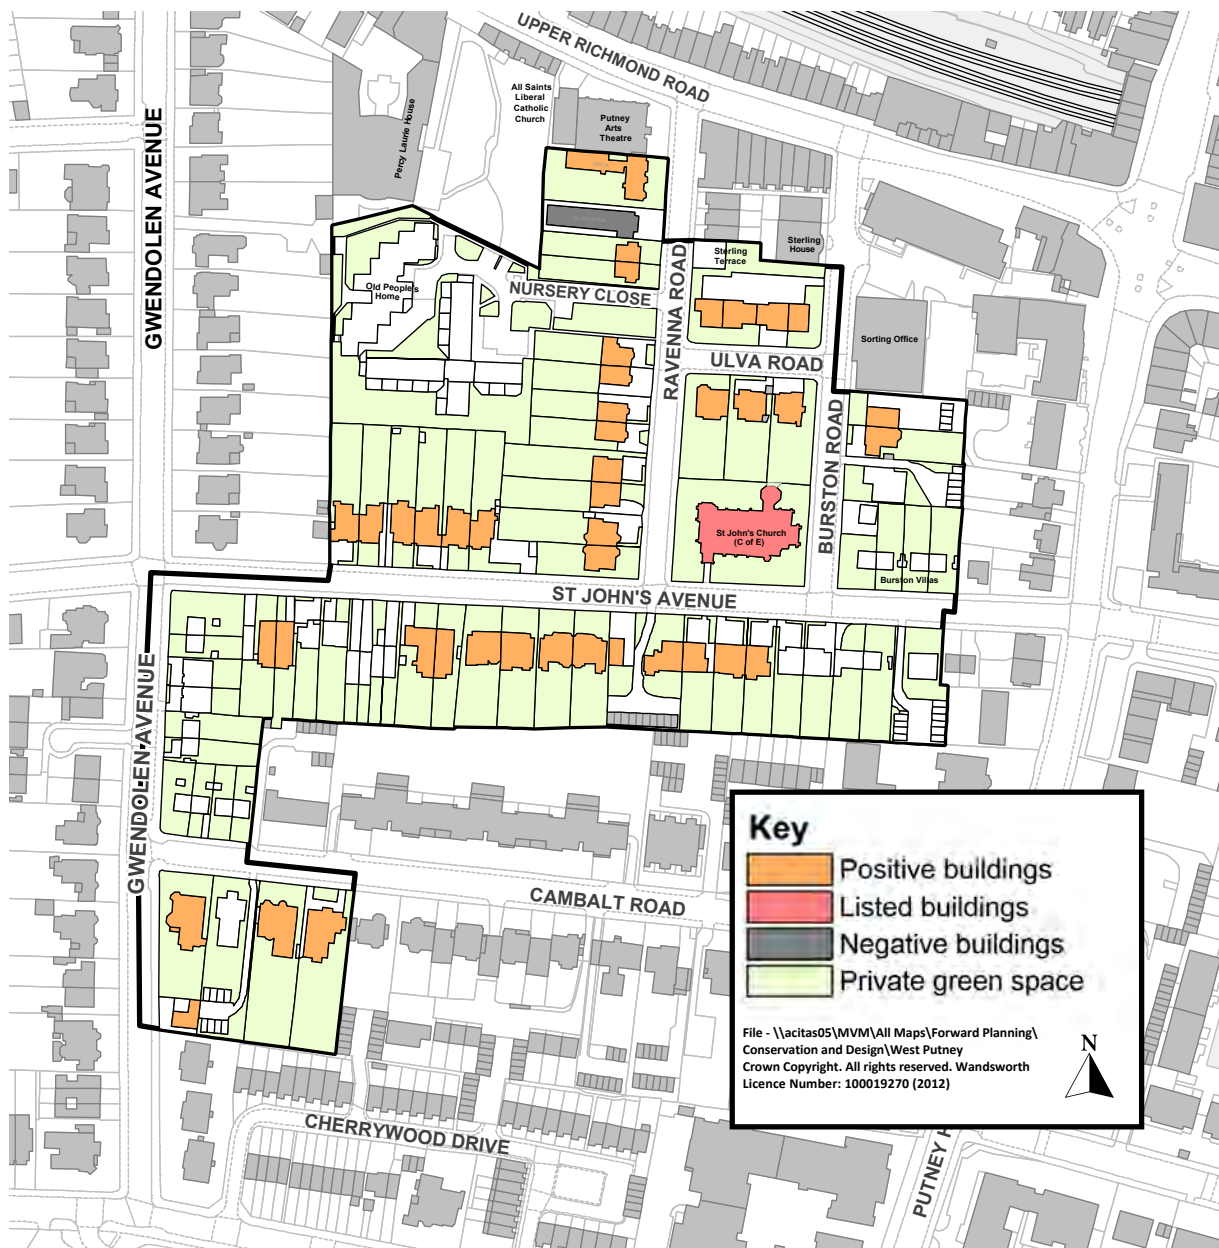 UPPER RICHMOND ROAD
All Saints
Liberal
Catholic
Church
Putney
Arts
Theatre
Percy Laurie House
GWENDOLEN AVENUE
Sterling
House
Sterling
Terrace
Old People's
Home
NURSERY CLOSE
RAVENNA ROAD
Sorting Office
ULVA ROAD
BURSTON ROAD
St John's Church
(C of E)
Burston Villas
ST JOHN'S AVENUE
GWENDOLEN AVENUE
CAMBALT ROAD
CHERRYWOOD DRIVE
PUTNEY
Key
Positive buildings
Listed buildings
Negative buildings
Private green space
File - \\acitas05\MVM\All Maps\Forward Planning\
Conservation and Design\West Putney
Crown Copyright. All rights reserved. Wandsworth
Licence Number: 100019270 (2012)
N